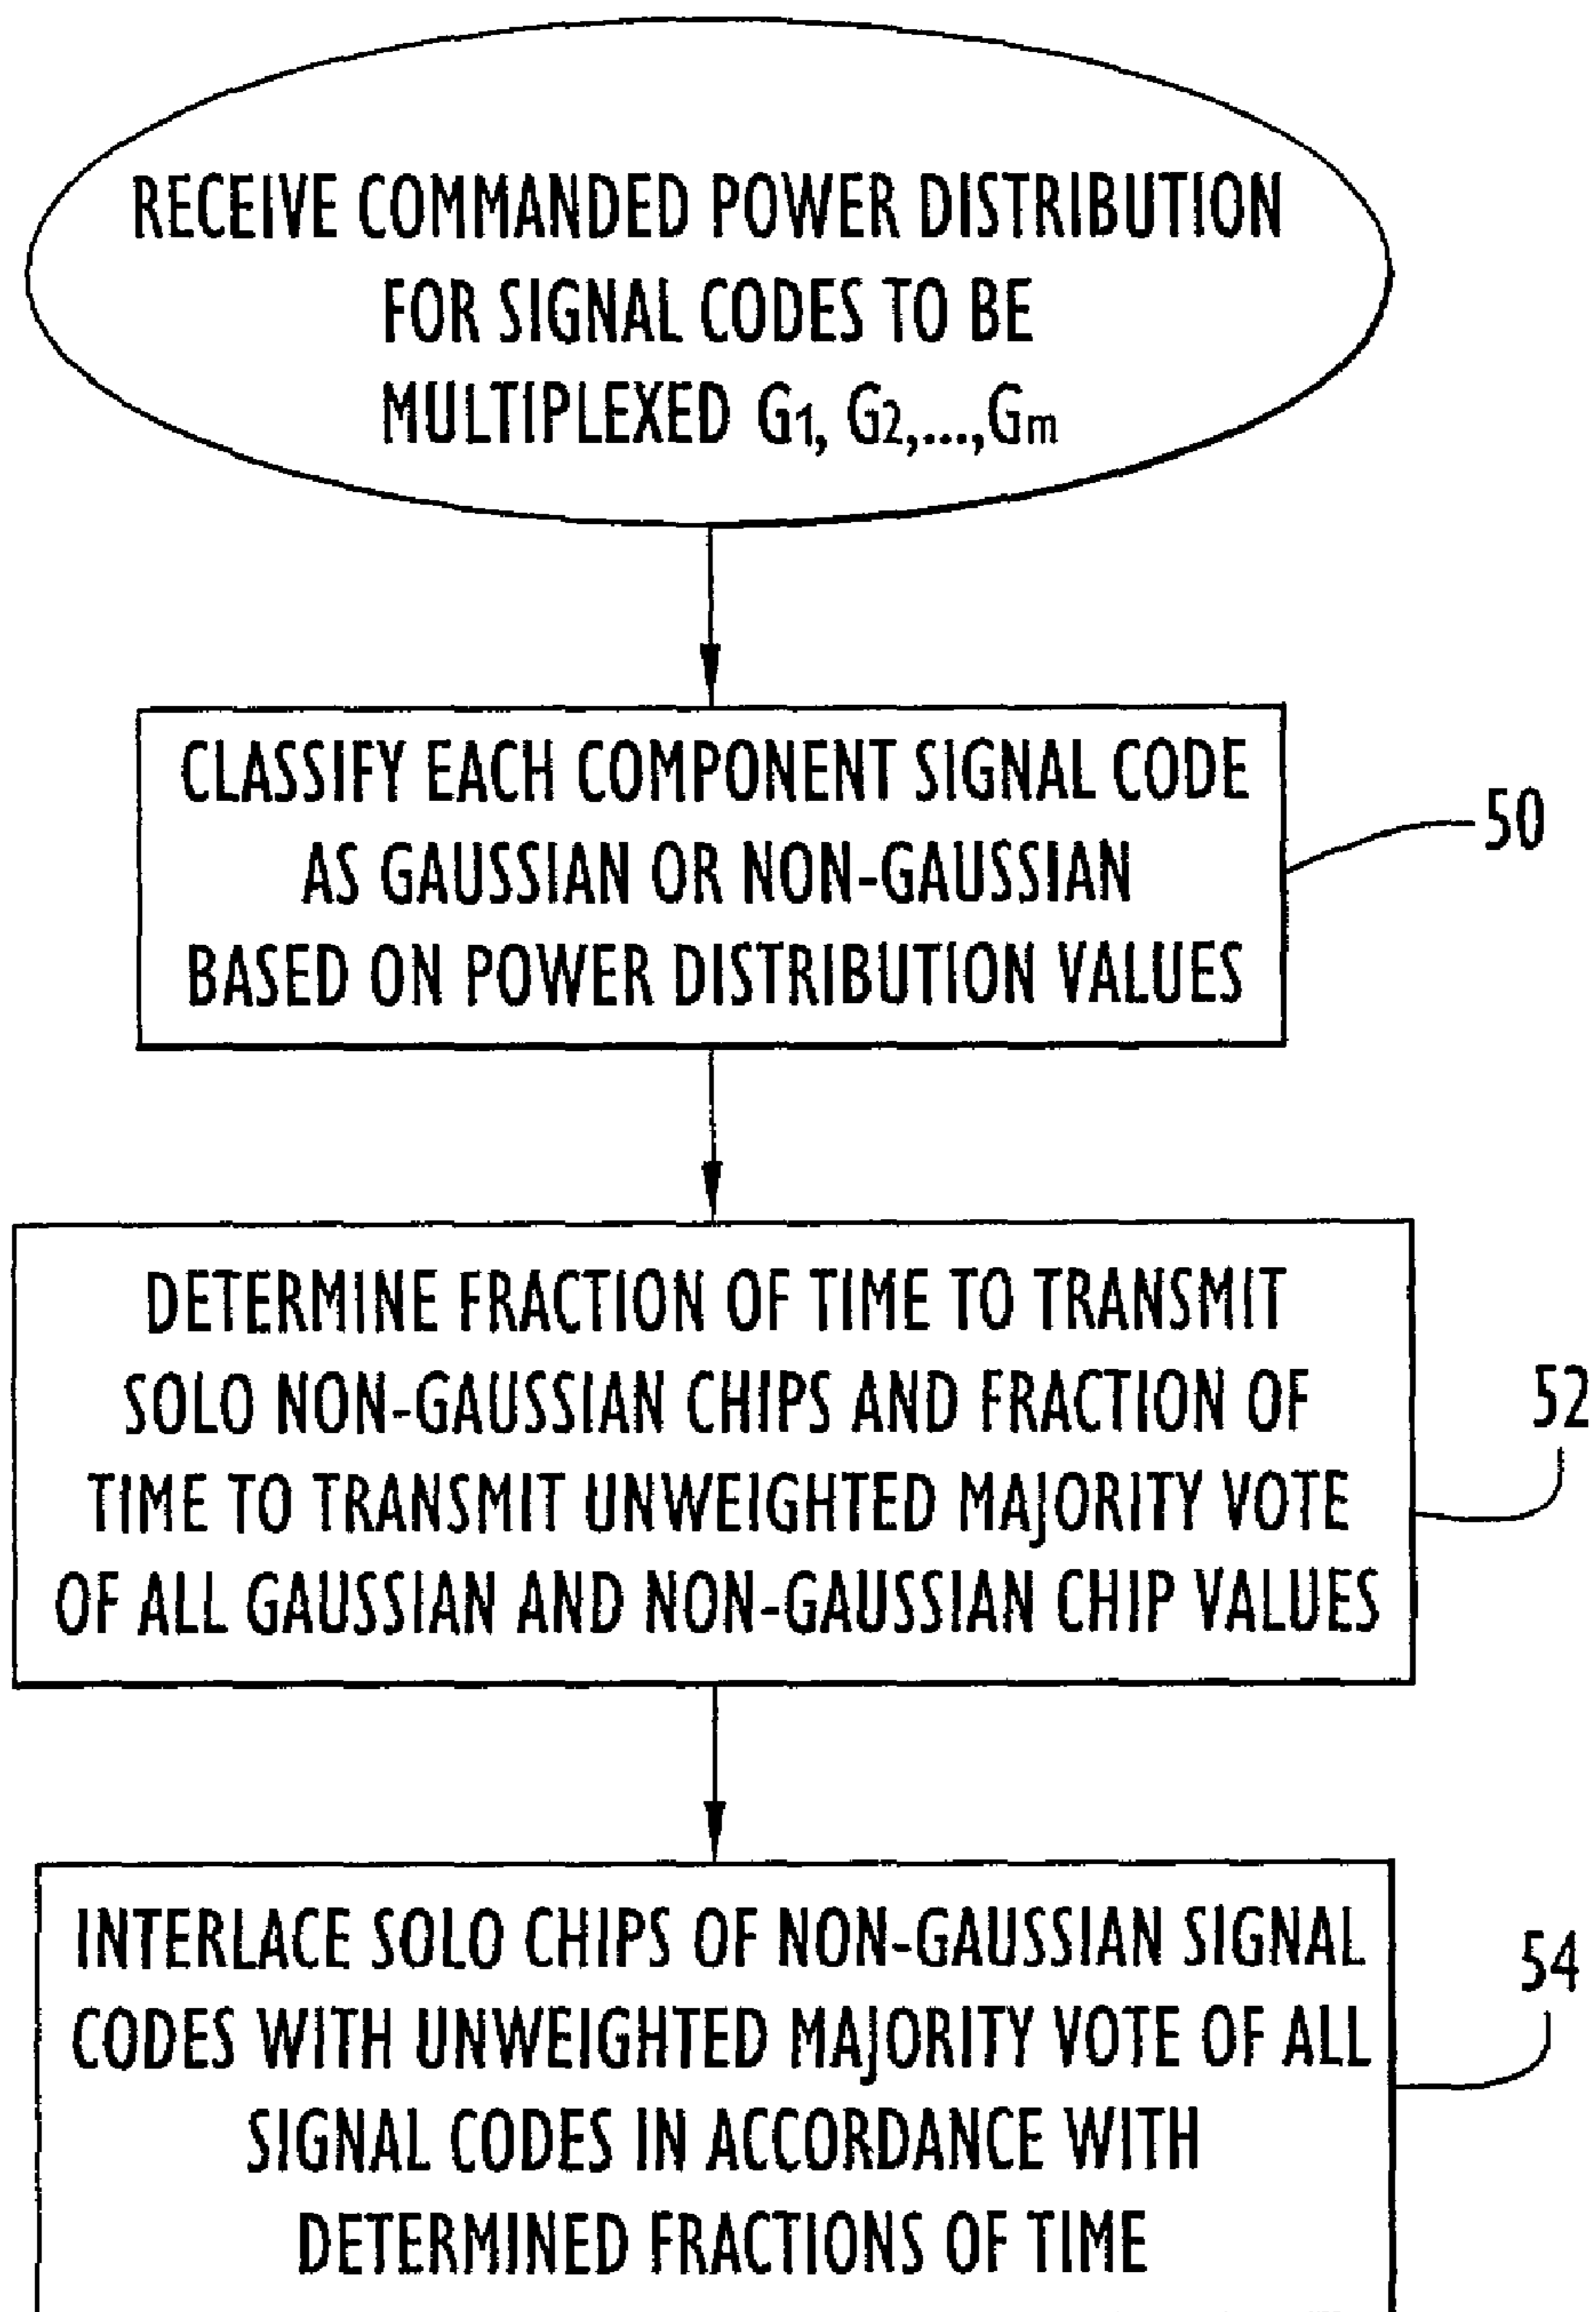 RECEIVE COMMANDED POWER DISTRIBUTION
FOR SIGNAL CODES TO BE
MULTIPLEXED G1, G2,...,Gm
CLASSIFY EACH COMPONENT SIGNAL CODE
AS GAUSSIAN OR NON-GAUSSIAN
BASED ON POWER DISTRIBUTION VALUES
50
DETERMINE FRACTION OF TIME TO TRANSMIT
SOLO NON-GAUSSIAN CHIPS AND FRACTION OF
TIME TO TRANSMIT UNWEIGHTED MAJORITY VOTE
OF ALL GAUSSIAN AND NON-GAUSSIAN CHIP VALUES
52
INTERLACE SOLO CHIPS OF NON-GAUSSIAN SIGNAL
CODES WITH UNWEIGHTED MAJORITY VOTE OF ALL
SIGNAL CODES IN ACCORDANCE WITH
DETERMINED FRACTIONS OF TIME
54